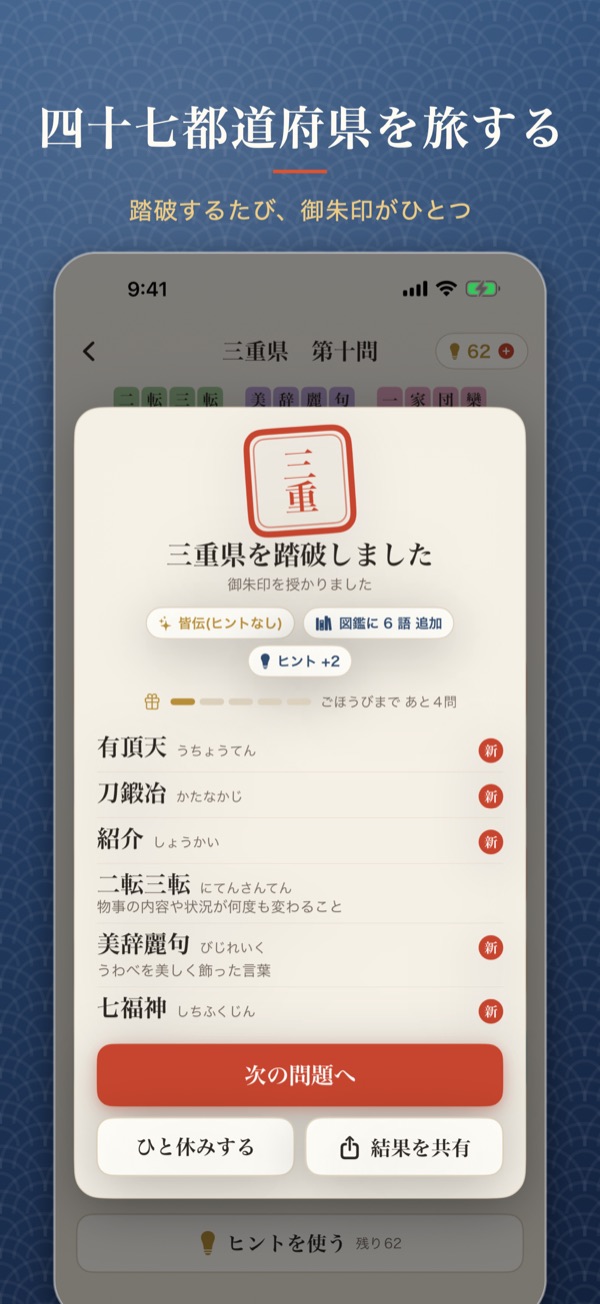 四十七都道府県を旅する
踏破するたび、御朱印がひとつ
9:41
三重県 第十問
62
二転三転 美辞麗句 一家団欒
三重
三重県を踏破しました
御朱印を授かりました
皆伝(ヒントなし)
図鑑に 6 語 追加
ヒント +2
ごほうびまで あと4問
有頂天 うちょうてん 新
刀鍛冶 かたなかじ 新
紹介 しょうかい 新
二転三転 にてんさんてん
物事の内容や状況が何度も変わること
美辞麗句 びじれいく 新
うわべを美しく飾った言葉
七福神 しちふくじん 新
次の問題へ
ひと休みする
結果を共有
ヒントを使う 残り62